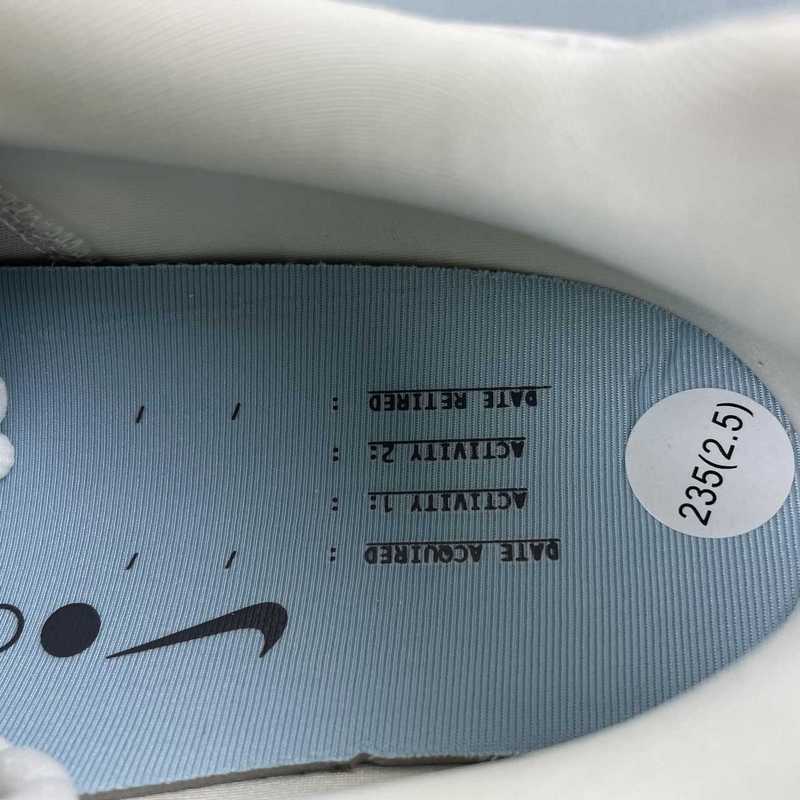 DATE ACQUIRED : / /
ACTIVITY 1: :
ACTIVITY 2: :
DATE RETIRED : / /
235(2.5)